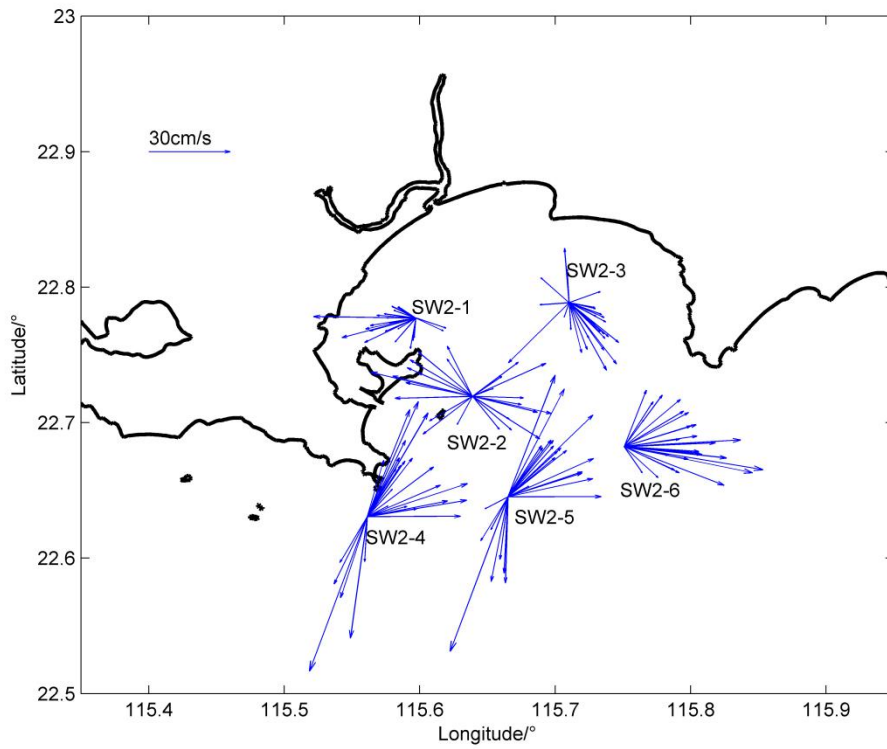 23
22.9
22.8
22.7
22.6
22.5
Latitude/°
30cm/s
SW2-3
SW2-1
SW2-2
SW2-6
SW2-4
SW2-5
115.4
115.5
115.6
115.7
115.8
115.9
Longitude/°